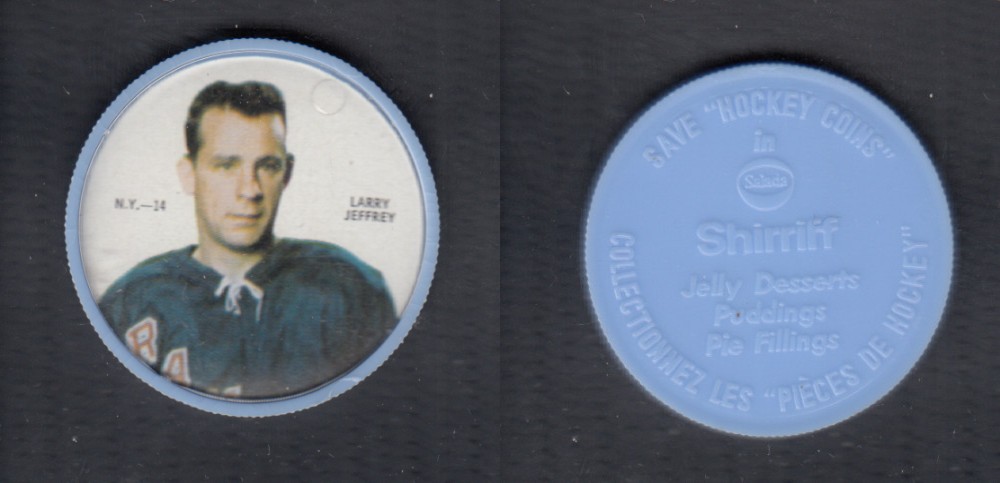 N.Y.—14
LARRY
JEFFREY
RA
SAVE "HOCKEY COINS"
in
Salada
Shirriff
Jelly Desserts
Puddings
Pie Fillings
COLLECTIONNEZ LES "PIÈCES DE HOCKEY"